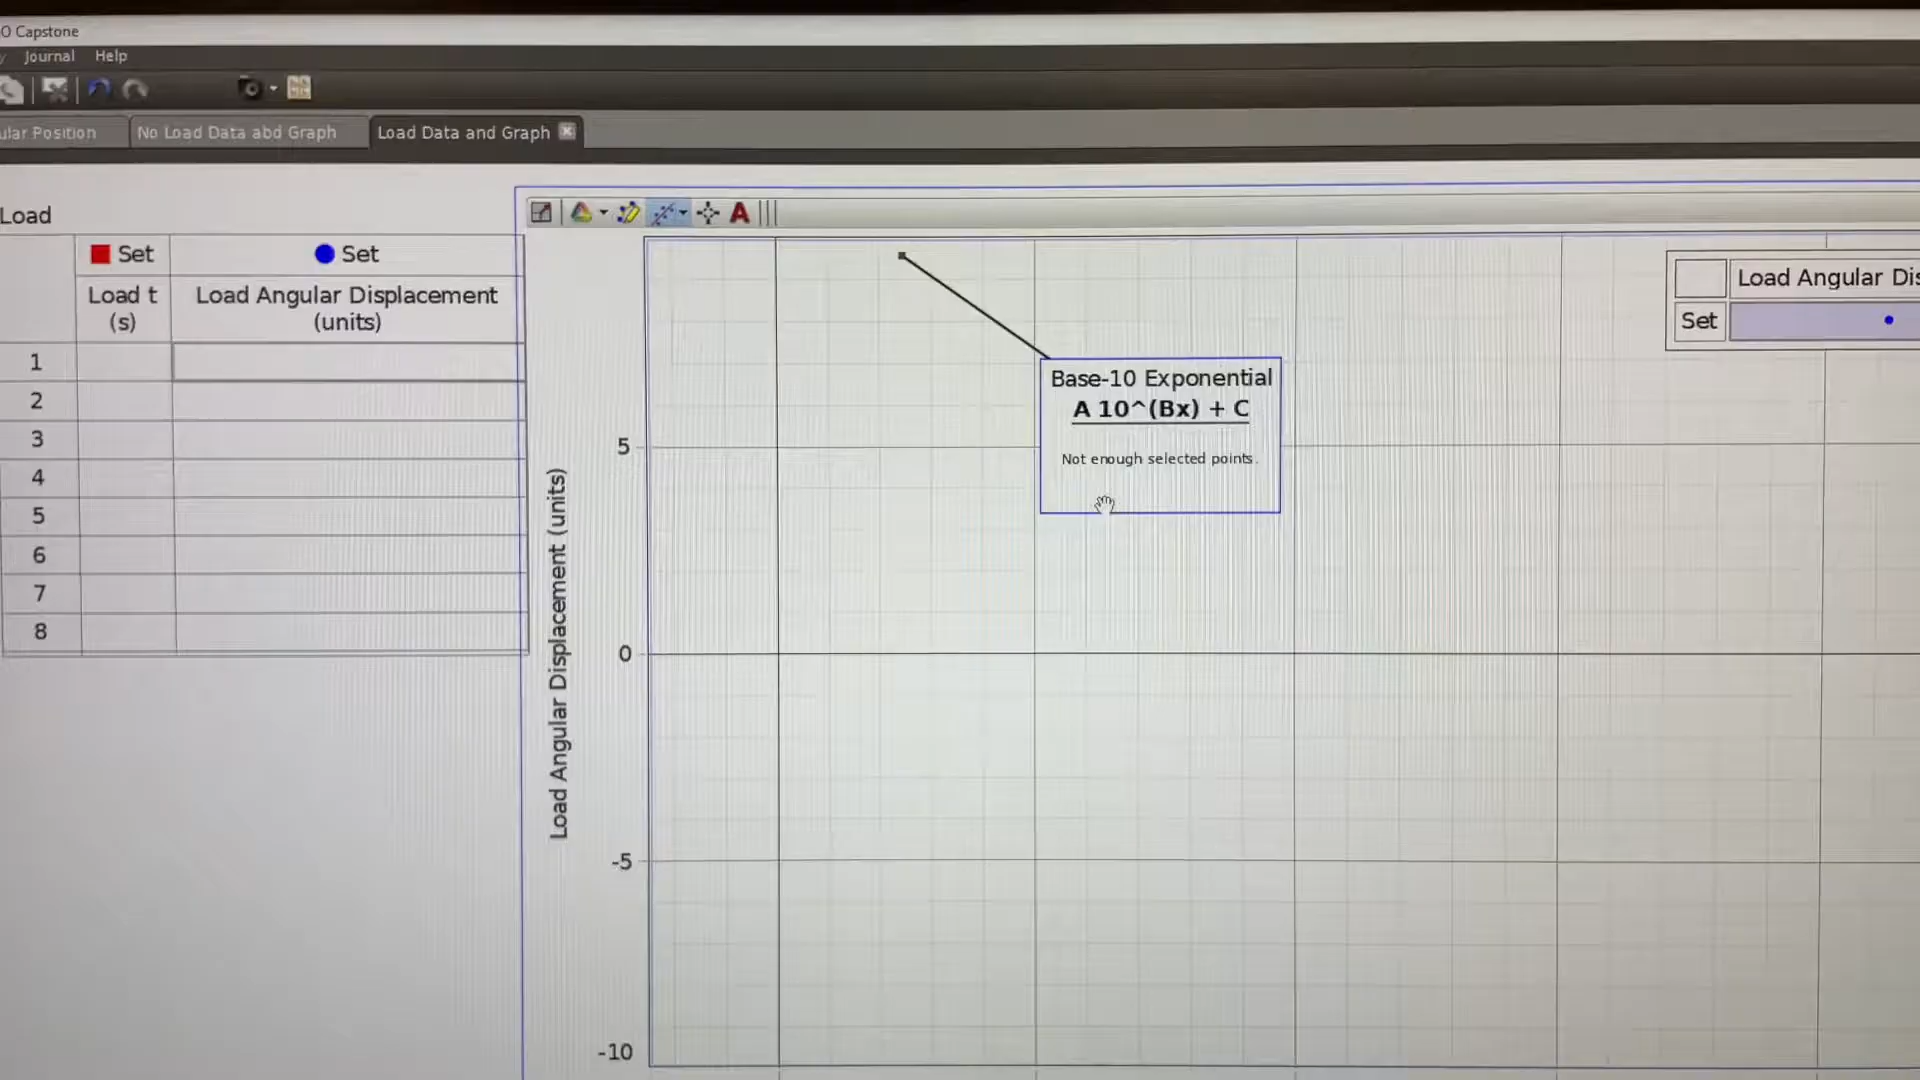 O Capstone
Journal Help
ular Position No Load Data abd Graph Load Data and Graph
Load
Set Set
Load t
(s)
Load Angular Displacement
(units)
1
2
3
4
5
6
7
8
Load Angular Displacement (units)
5
0
-5
-10
Base-10 Exponential
A 10^(Bx) + C
Not enough selected points.
Load Angular Dis
Set
A